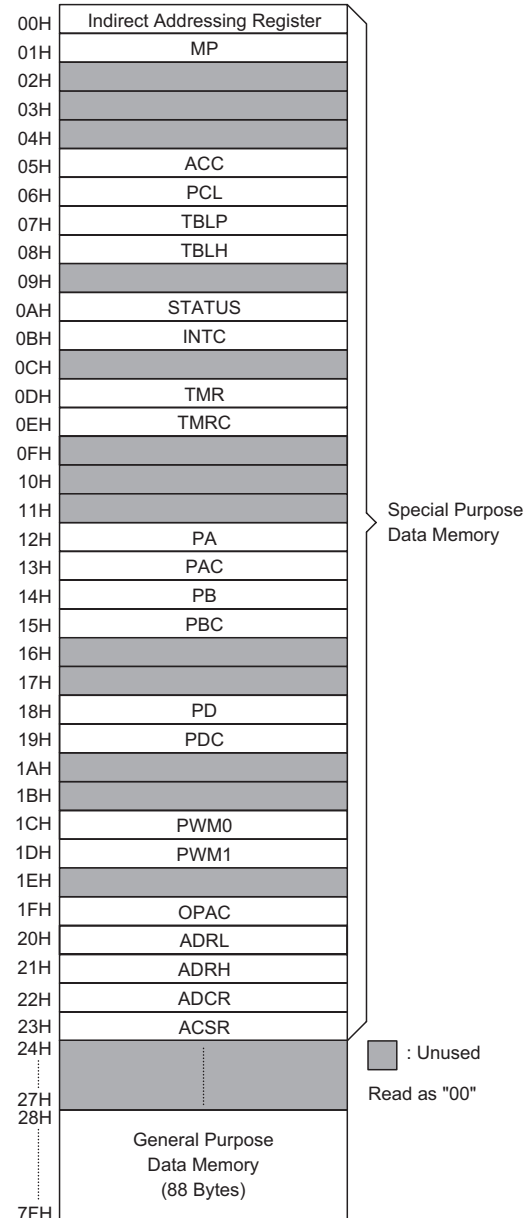 00H Indirect Addressing Register
01H MP
02H
03H
04H
05H ACC
06H PCL
07H TBLP
08H TBLH
09H
0AH STATUS
0BH INTC
0CH
0DH TMR
0EH TMRC
0FH
10H
11H
Special Purpose
Data Memory
12H PA
13H PAC
14H PB
15H PBC
16H
17H
18H PD
19H PDC
1AH
1BH
1CH PWM0
1DH PWM1
1EH
1FH OPAC
20H ADRL
21H ADRH
22H ADCR
23H ACSR
24H
: Unused
Read as "00"
27H
28H
General Purpose
Data Memory
(88 Bytes)
7FH